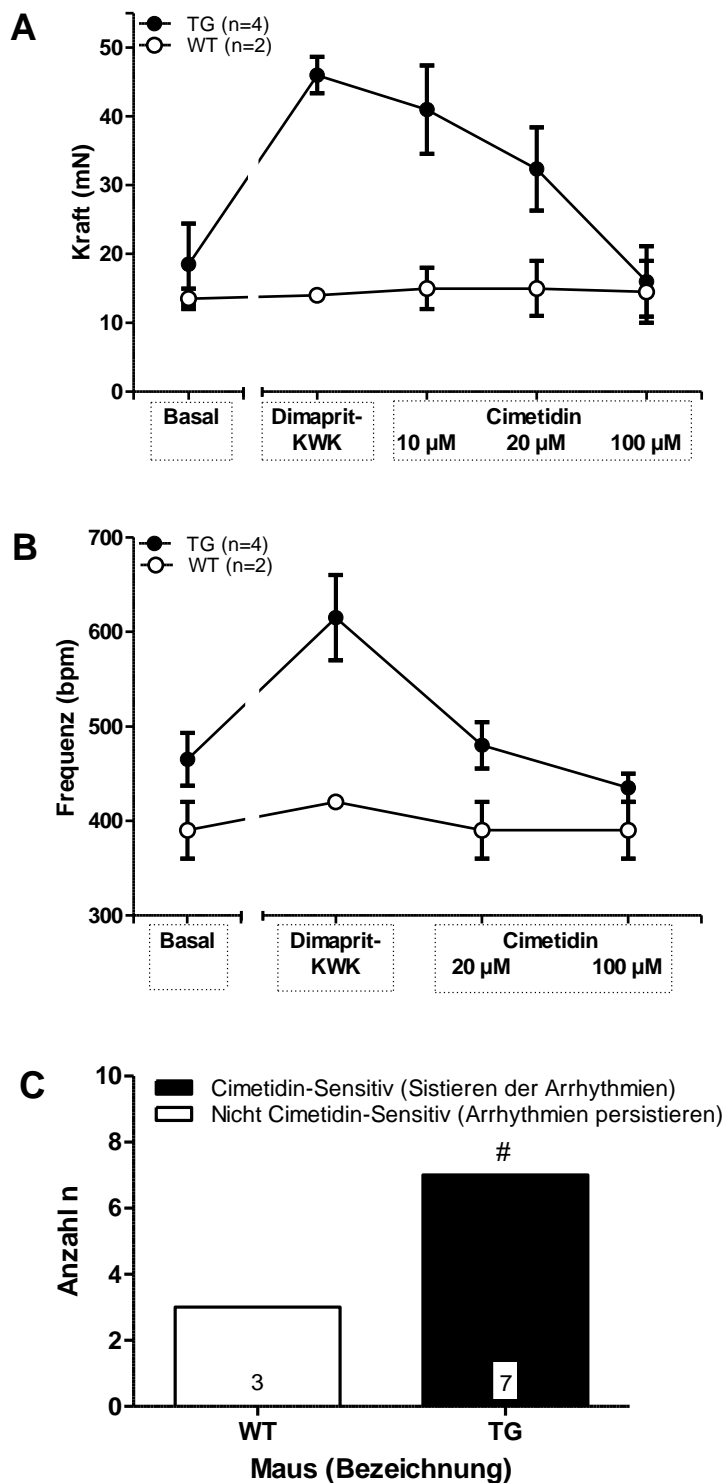 A
TG (n=4)
WT (n=2)
50
40
30
20
10
0
Kraft (mN)
Basal
Dimaprit-
KWK
Cimetidin
10 µM 20 µM 100 µM
B
TG (n=4)
WT (n=2)
700
600
500
400
300
Frequenz (bpm)
Basal
Dimaprit-
KWK
Cimetidin
20 µM 100 µM
C
Cimetidin-Sensitiv (Sistieren der Arrhythmien)
Nicht Cimetidin-Sensitiv (Arrhythmien persistieren)
10
8
6
4
2
0
Anzahl n
#
3
7
WT TG
Maus (Bezeichnung)